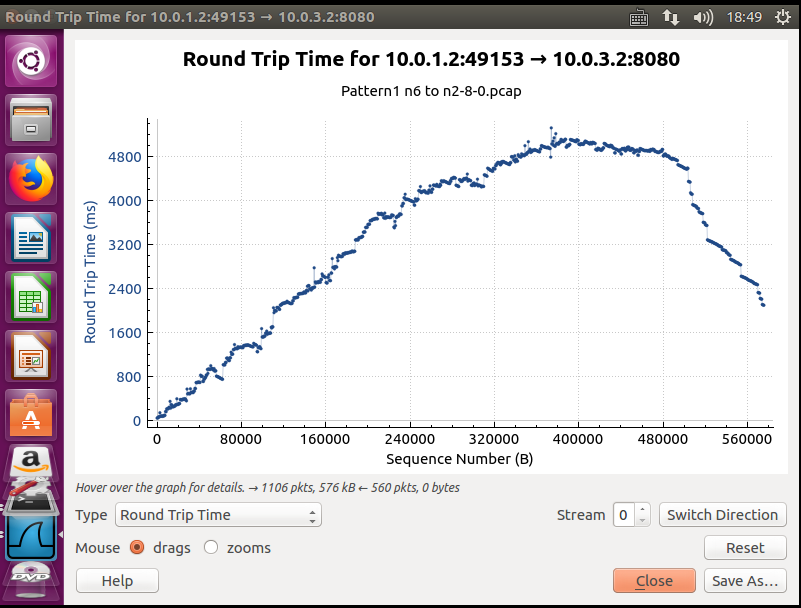 Round Trip Time for 10.0.1.2:49153 → 10.0.3.2:8080
18:49
Round Trip Time for 10.0.1.2:49153 → 10.0.3.2:8080
Pattern1 n6 to n2-8-0.pcap
Round Trip Time (ms)
4800
4000
3200
2400
1600
800
0
0 80000 160000 240000 320000 400000 480000 560000
Sequence Number (B)
Hover over the graph for details. → 1106 pkts, 576 kB ← 560 pkts, 0 bytes
Type Round Trip Time Stream 0 Switch Direction
Mouse drags zooms Reset
Help Close Save As…
A
a
DVD